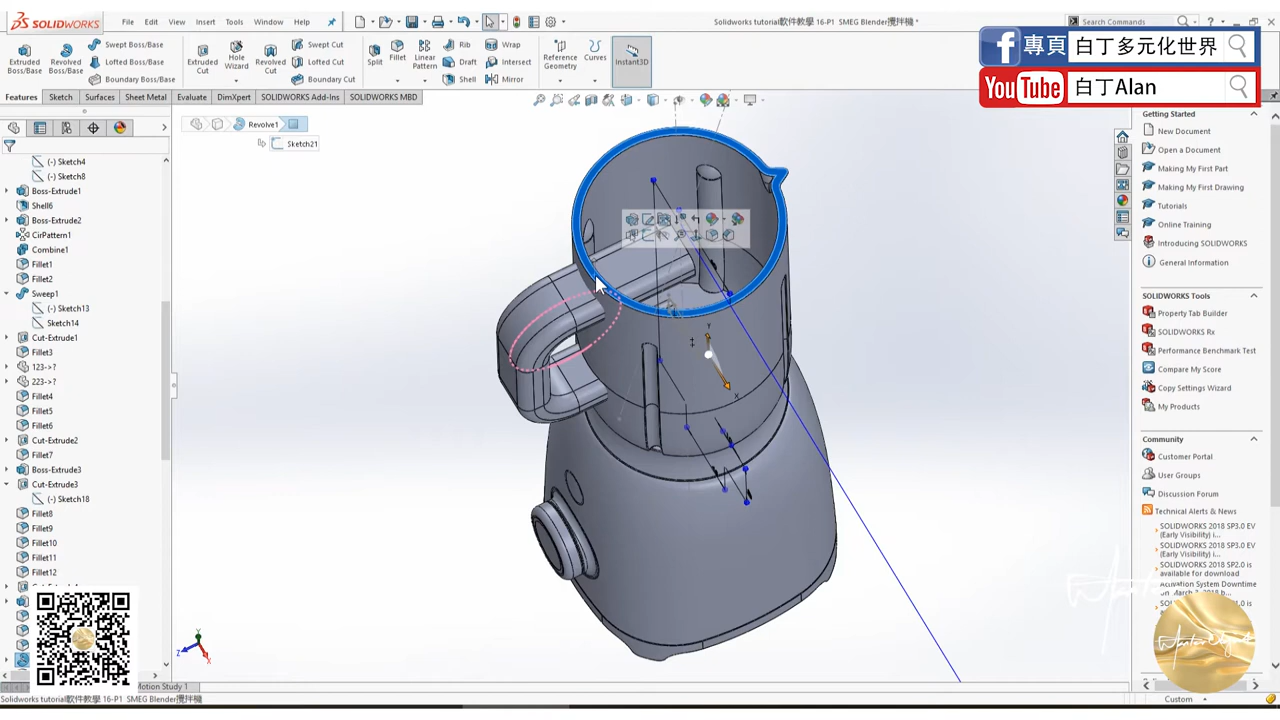 SOLIDWORKS
File Edit View Insert Tools Window Help
Solidworks tutorial軟件教學 16-P1 SMEG Blender攪拌機 *
Search Commands
Extruded Boss/Base
Revolved Boss/Base
Swept Boss/Base
Lofted Boss/Base
Boundary Boss/Base
Extruded Cut
Hole Wizard
Revolved Cut
Swept Cut
Lofted Cut
Boundary Cut
Split
Fillet
Linear Pattern
Rib
Draft
Shell
Wrap
Intersect
Mirror
Reference Geometry
Curves
Instant3D
專頁 白丁多元化世界
YouTube 白丁Alan
Features Sketch Surfaces Sheet Metal Evaluate DimXpert SOLIDWORKS Add-Ins SOLIDWORKS MBD
Revolve1
Sketch21
(-) Sketch4
(-) Sketch8
Boss-Extrude1
Shell6
Boss-Extrude2
CirPattern1
Combine1
Fillet1
Fillet2
Sweep1
(-) Sketch13
Sketch14
Cut-Extrude1
Fillet3
123->?
223->?
Fillet4
Fillet5
Fillet6
Cut-Extrude2
Fillet7
Boss-Extrude3
Cut-Extrude3
(-) Sketch18
Fillet8
Fillet9
Fillet10
Fillet11
Fillet12
Y
X
Y
Z
X
Getting Started
New Document
Open a Document
Making My First Part
Making My First Drawing
Tutorials
Online Training
Introducing SOLIDWORKS
General Information
SOLIDWORKS Tools
Property Tab Builder
SOLIDWORKS Rx
Performance Benchmark Test
Compare My Score
Copy Settings Wizard
My Products
Community
Customer Portal
User Groups
Discussion Forum
Technical Alerts & News
SOLIDWORKS 2018 SP3.0 EV
(Early Visibility) i...
SOLIDWORKS 2018 SP3.0 EV
(Early Visibility) i...
SOLIDWORKS 2018 SP2.0 is
available for download
Activation System Downtime
Motion Study 1
Solidworks tutorial軟件教學 16-P1 SMEG Blender攪拌機
Custom